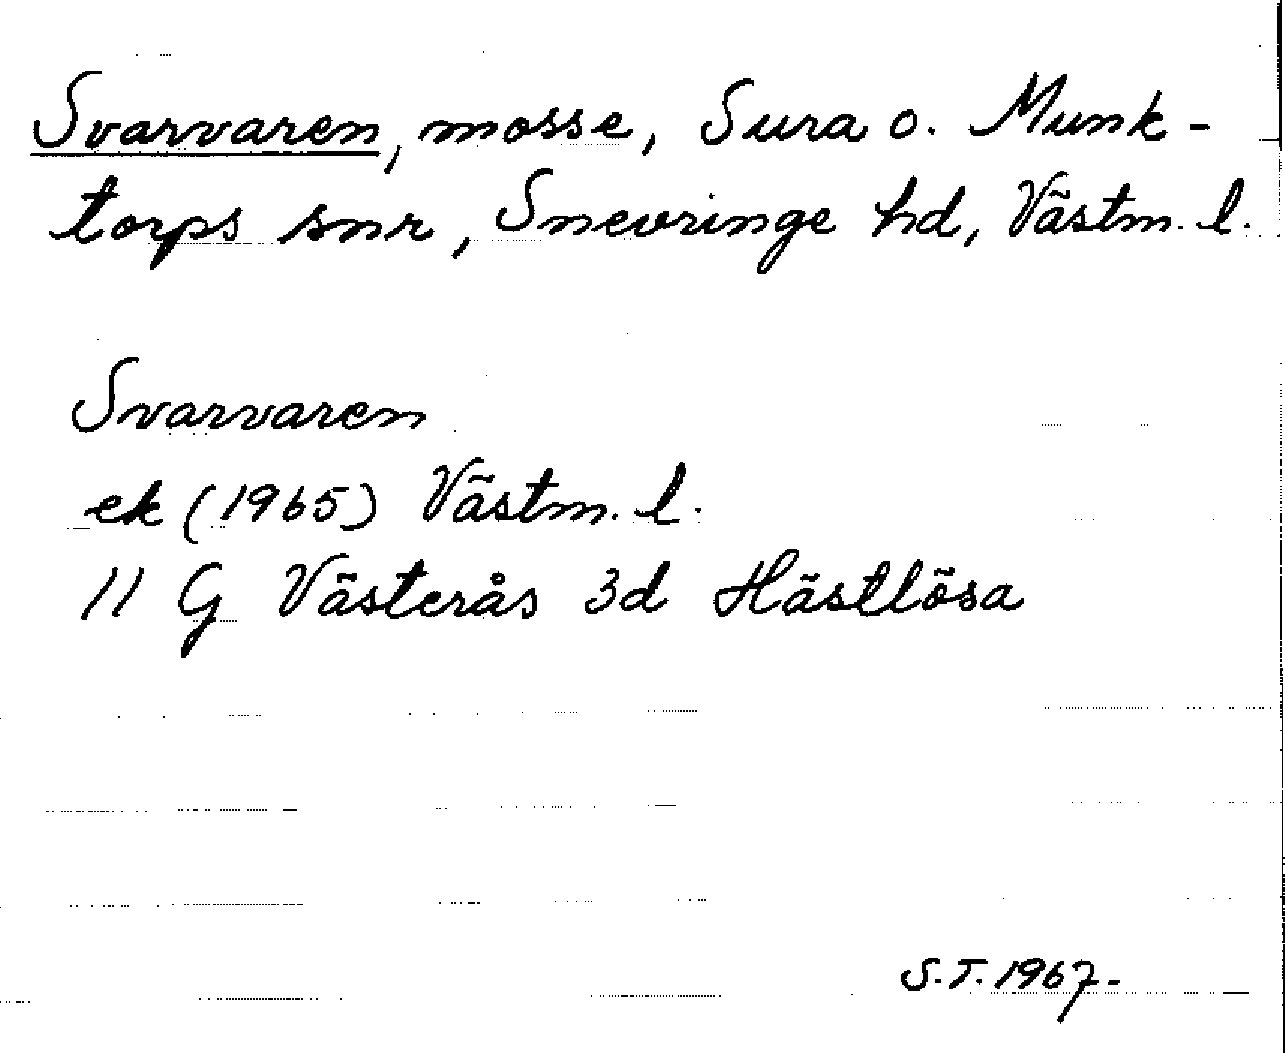 Svarvaren, mosse, Sura o. Munk-
torps snr, Snevringe hd, Västm. l.
Svarvaren
ek (1965) Västm. l.
11 G Västerås 3d Hästlösa
S.T. 1967.